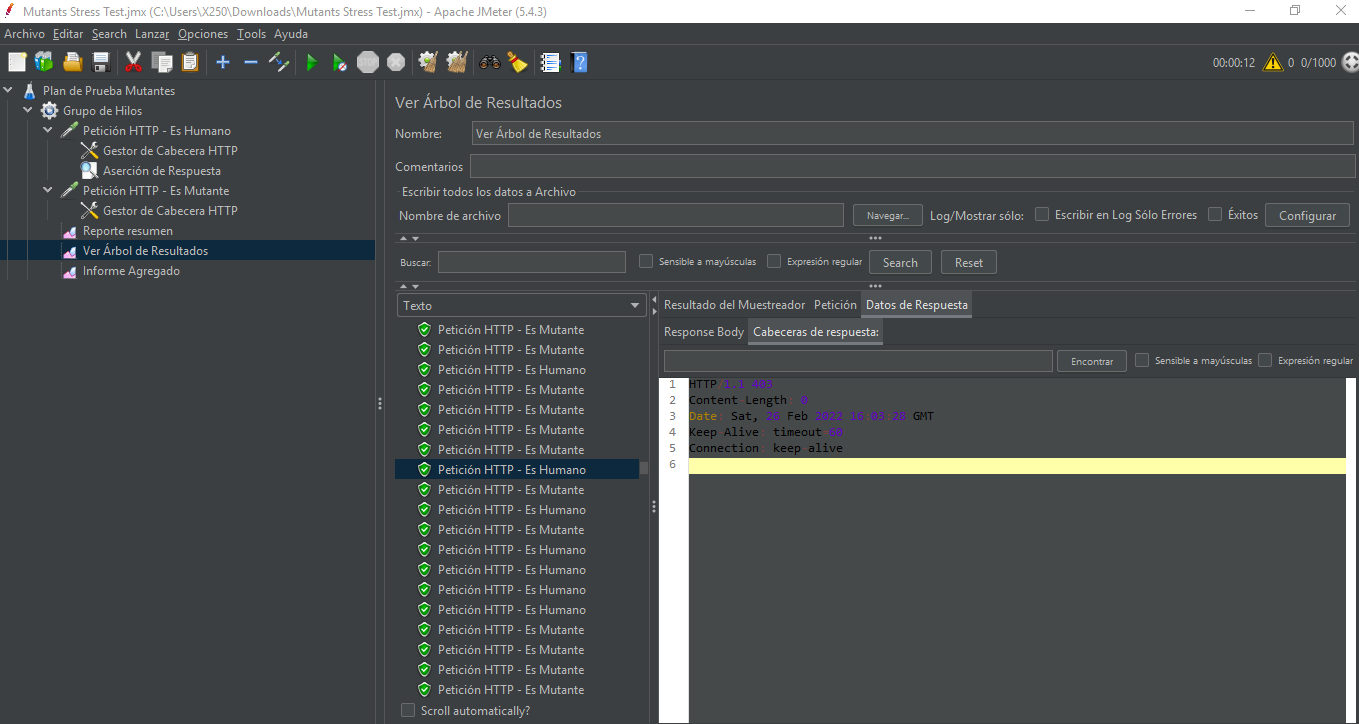 Mutants Stress Test.jmx (C:\Users\X250\Downloads\Mutants Stress Test.jmx) - Apache JMeter (5.4.3)
Archivo Editar Search Lanzar Opciones Tools Ayuda
STOP
00:00:12 0 0/1000
Plan de Prueba Mutantes
Grupo de Hilos
Petición HTTP - Es Humano
Gestor de Cabecera HTTP
Aserción de Respuesta
Petición HTTP - Es Mutante
Gestor de Cabecera HTTP
Reporte resumen
Ver Árbol de Resultados
Informe Agregado
Ver Árbol de Resultados
Nombre: Ver Árbol de Resultados
Comentarios
Escribir todos los datos a Archivo
Nombre de archivo Navegar... Log/Mostrar sólo: Escribir en Log Sólo Errores Éxitos Configurar
Buscar: Sensible a mayúsculas Expresión regular Search Reset
Texto
Petición HTTP - Es Mutante
Petición HTTP - Es Mutante
Petición HTTP - Es Humano
Petición HTTP - Es Mutante
Petición HTTP - Es Mutante
Petición HTTP - Es Mutante
Petición HTTP - Es Mutante
Petición HTTP - Es Humano
Petición HTTP - Es Mutante
Petición HTTP - Es Humano
Petición HTTP - Es Mutante
Petición HTTP - Es Humano
Petición HTTP - Es Humano
Petición HTTP - Es Humano
Petición HTTP - Es Humano
Petición HTTP - Es Mutante
Petición HTTP - Es Mutante
Petición HTTP - Es Mutante
Petición HTTP - Es Mutante
Scroll automatically?
Resultado del Muestreador Petición Datos de Respuesta
Response Body Cabeceras de respuesta:
Encontrar Sensible a mayúsculas Expresión regular
1 HTTP/1.1 403
2 Content-Length: 0
3 Date: Sat, 26 Feb 2022 16:03:28 GMT
4 Keep-Alive: timeout=60
5 Connection: keep-alive
6